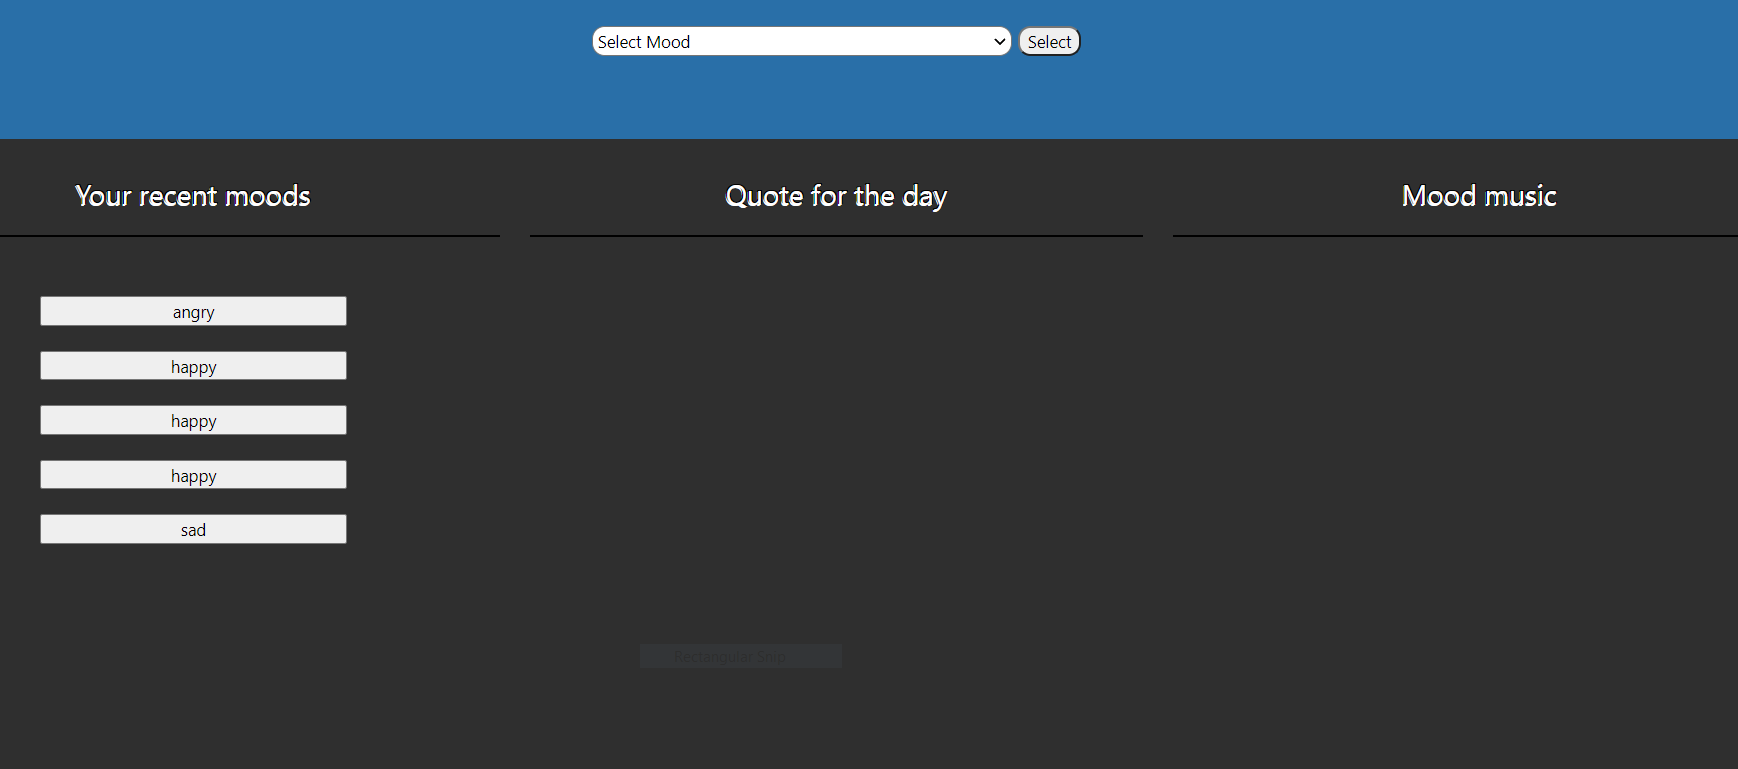 Select Mood Select
Your recent moods
Quote for the day
Mood music
angry
happy
happy
happy
sad
Rectangular Snip